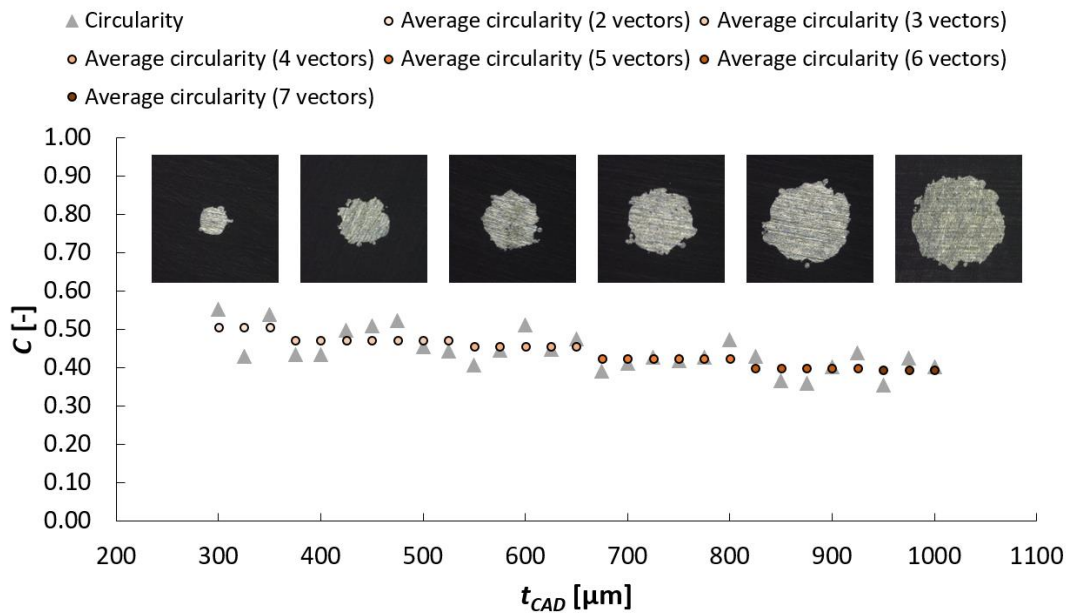 Circularity Average circularity (2 vectors) Average circularity (3 vectors)
Average circularity (4 vectors) Average circularity (5 vectors) Average circularity (6 vectors)
Average circularity (7 vectors)
1.00
0.90
0.80
0.70
0.60
0.50
0.40
0.30
0.20
0.10
0.00
C [-]
200 300 400 500 600 700 800 900 1000 1100
t_CAD [µm]